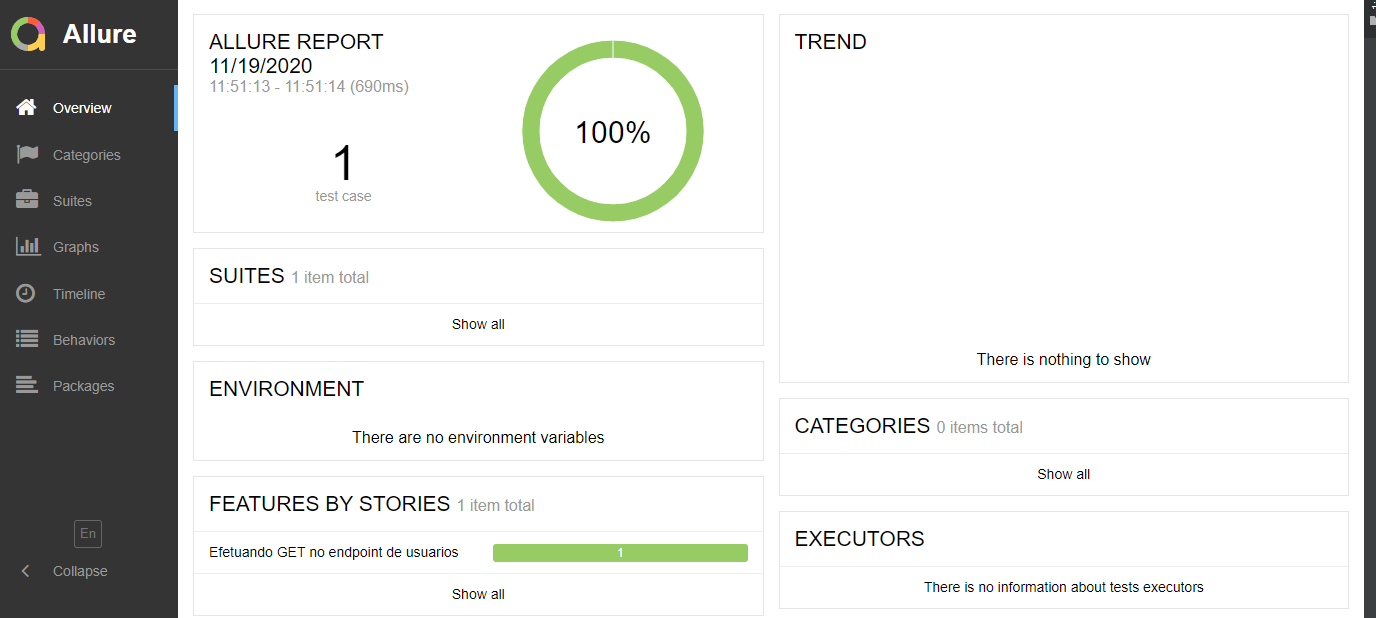 Allure
Overview
Categories
Suites
Graphs
Timeline
Behaviors
Packages
En
Collapse
ALLURE REPORT
11/19/2020
11:51:13 - 11:51:14 (690ms)
1
test case
100%
SUITES 1 item total
Show all
ENVIRONMENT
There are no environment variables
FEATURES BY STORIES 1 item total
Efetuando GET no endpoint de usuarios 1
Show all
TREND
There is nothing to show
CATEGORIES 0 items total
Show all
EXECUTORS
There is no information about tests executors